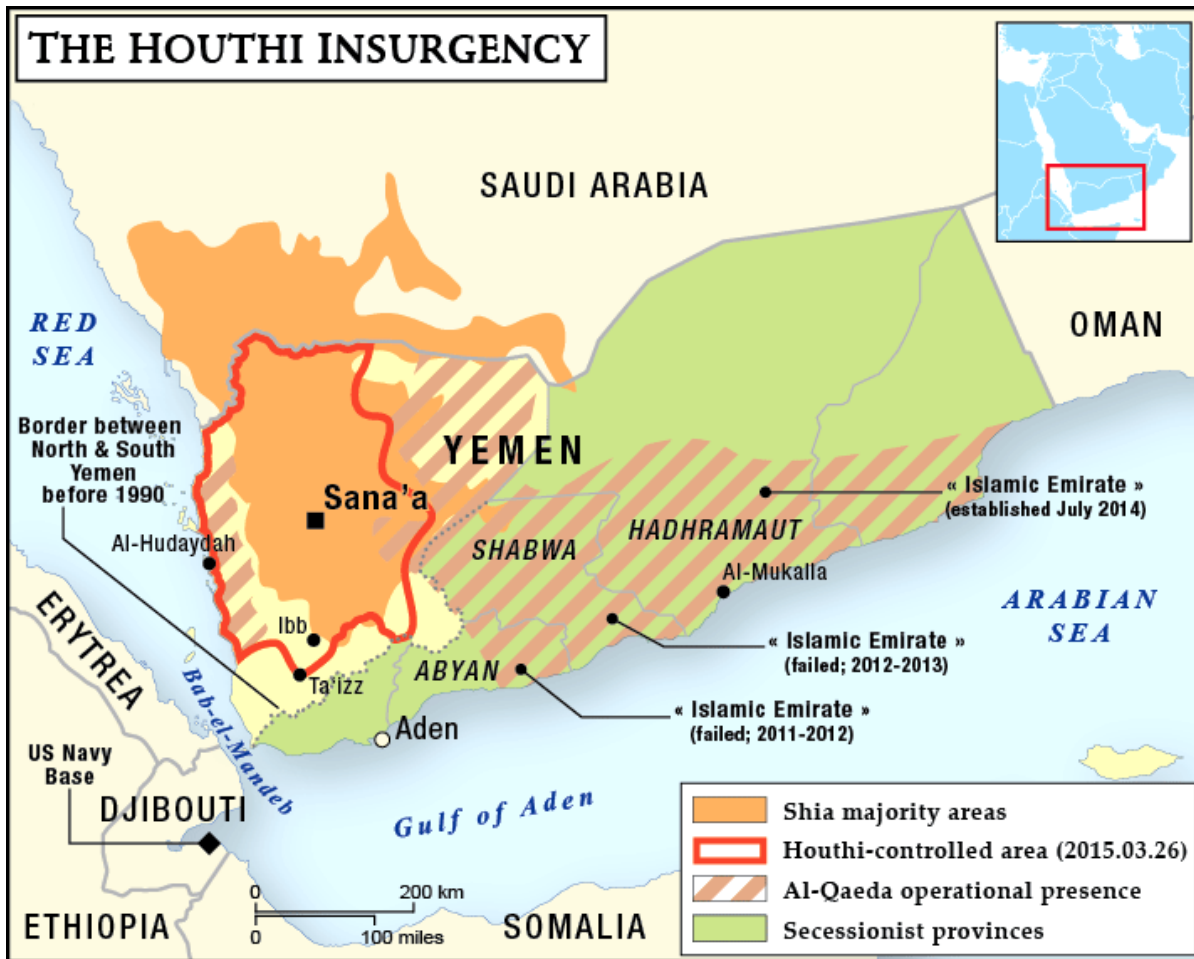 THE HOUTHI INSURGENCY
SAUDI ARABIA
RED
SEA
OMAN
Border between
North & South
Yemen
before 1990
YEMEN
Sana'a
« Islamic Emirate »
(established July 2014)
HADHRAMAUT
SHABWA
Al-Hudaydah
Al-Mukalla
ARABIAN
SEA
ERYTREA
Ibb
« Islamic Emirate »
(failed; 2012-2013)
ABYAN
Ta'izz
Bab-el-Mandeb
« Islamic Emirate »
(failed; 2011-2012)
Aden
US Navy
Base
DJIBOUTI
Gulf of Aden
Shia majority areas
Houthi-controlled area (2015.03.26)
Al-Qaeda operational presence
Secessionist provinces
0 200 km
0 100 miles
ETHIOPIA
SOMALIA